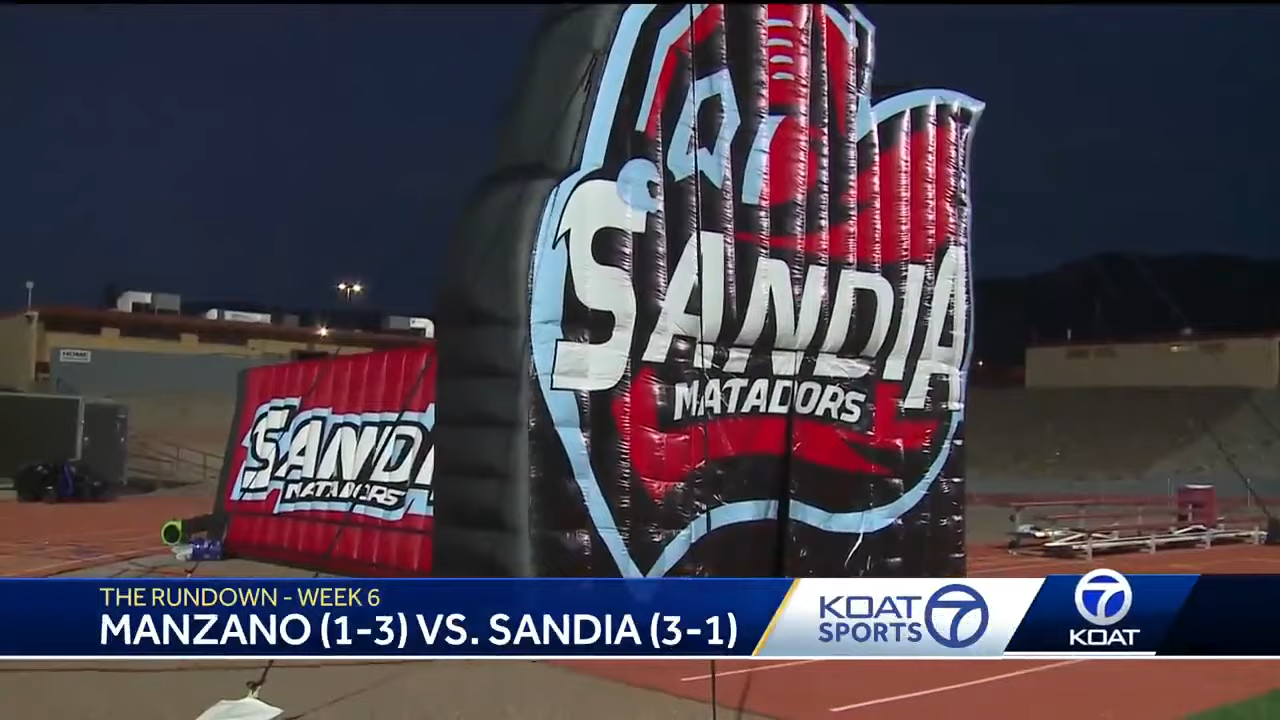 SANDIA
MATADORS
HOME
SANDI
MATADORS
THE RUNDOWN - WEEK 6
MANZANO (1-3) VS. SANDIA (3-1)
KOAT
SPORTS 7
7
KOAT